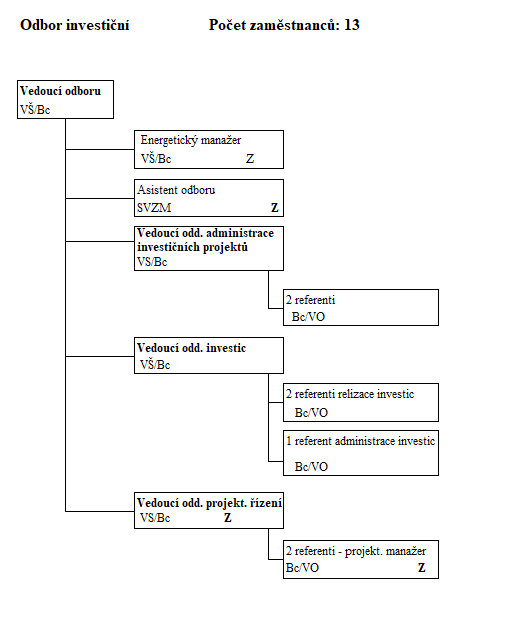 Odbor investiční Počet zaměstnanců: 13
Vedoucí odboru
VŠ/Bc
Energetický manažer
VŠ/Bc Z
Asistent odboru
SVZM Z
Vedoucí odd. administrace
investičních projektů
VS/Bc
2 referenti
Bc/VO
Vedoucí odd. investic
VŠ/Bc
2 referenti relizace investic
Bc/VO
1 referent administrace investic
Bc/VO
Vedoucí odd. projekt. řízení
VS/Bc Z
2 referenti - projekt. manažer
Bc/VO Z